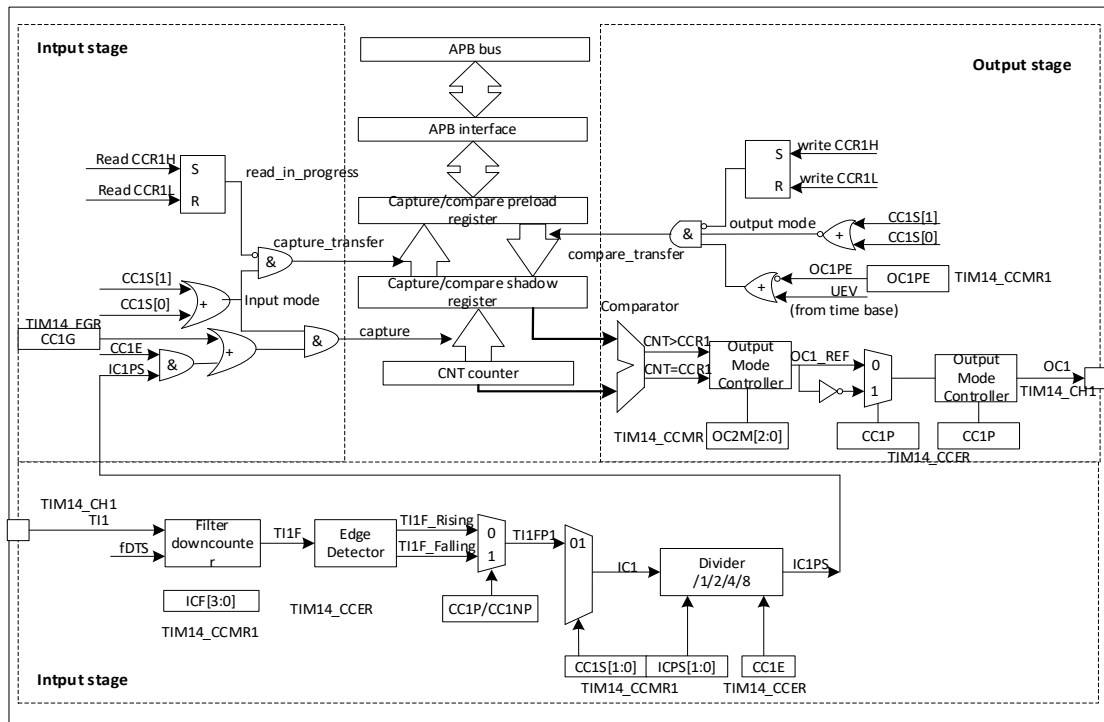 Intput stage
APB bus
Output stage
APB interface
Read CCR1H
S
R
Read CCR1L
read_in_progress
Capture/compare preload
register
S
R
write CCR1H
write CCR1L
output mode
CC1S[1]
CC1S[0]
+
&
compare_transfer
&
capture_transfer
OC1PE
OC1PE
TIM14_CCMR1
+
UEV
(from time base)
CC1S[1]
CC1S[0]
+
Input mode
Capture/compare shadow
register
TIM14_EGR
CC1G
CC1E
IC1PS
&
+
&
capture
CNT counter
Comparator
CNT>CCR1
CNT=CCR1
Output
Mode
Controller
OC1_REF
0
1
Output
Mode
Controller
OC1
TIM14_CH1
TIM14_CCMR
OC2M[2:0]
CC1P
CC1P
TIM14_CCER
TIM14_CH1
TI1
fDTS
Filter
downcounte
r
TI1F
Edge
Detector
TI1F_Rising
TI1F_Falling
0
1
TI1FP1
01
IC1
Divider
/1/2/4/8
IC1PS
ICF[3:0]
TIM14_CCMR1
TIM14_CCER
CC1P/CC1NP
CC1S[1:0]
ICPS[1:0]
CC1E
TIM14_CCMR1
TIM14_CCER
Intput stage